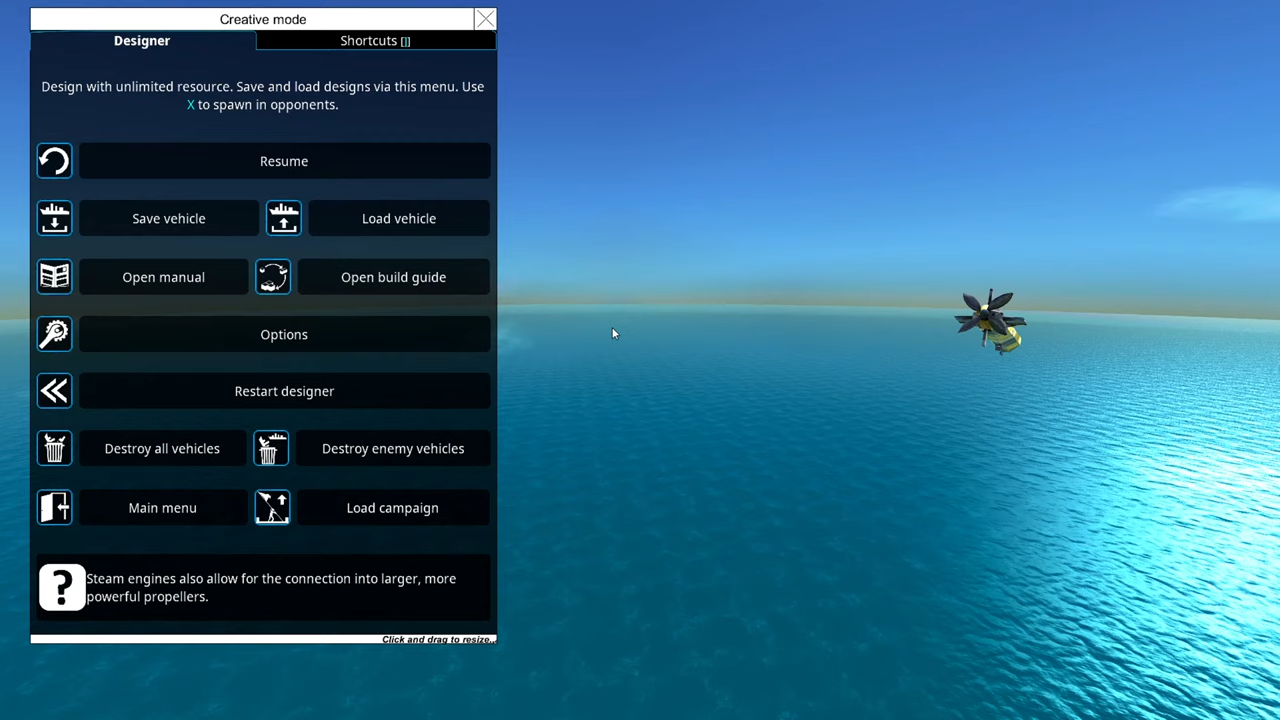 Creative mode
Designer
Shortcuts []
Design with unlimited resource. Save and load designs via this menu. Use
X to spawn in opponents.
Resume
Save vehicle
Load vehicle
Open manual
Open build guide
Options
Restart designer
Destroy all vehicles
Destroy enemy vehicles
Main menu
Load campaign
?
Steam engines also allow for the connection into larger, more
powerful propellers.
Click and drag to resize...